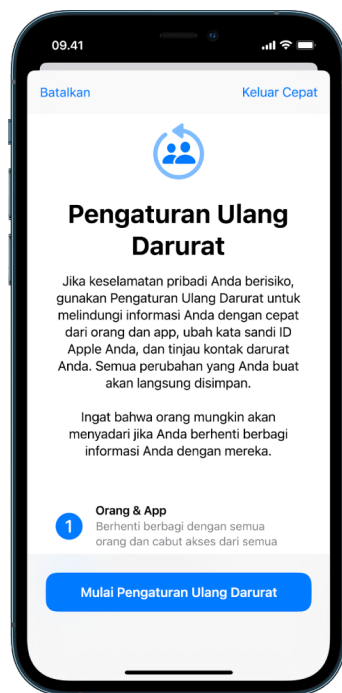 09.41
Batalkan
Keluar Cepat
Pengaturan Ulang
Darurat
Jika keselamatan pribadi Anda berisiko,
gunakan Pengaturan Ulang Darurat untuk
melindungi informasi Anda dengan cepat
dari orang dan app, ubah kata sandi ID
Apple Anda, dan tinjau kontak darurat
Anda. Semua perubahan yang Anda buat
akan langsung disimpan.
Ingat bahwa orang mungkin akan
menyadari jika Anda berhenti berbagi
informasi Anda dengan mereka.
1
Orang & App
Berhenti berbagi dengan semua
orang dan cabut akses dari semua
Mulai Pengaturan Ulang Darurat